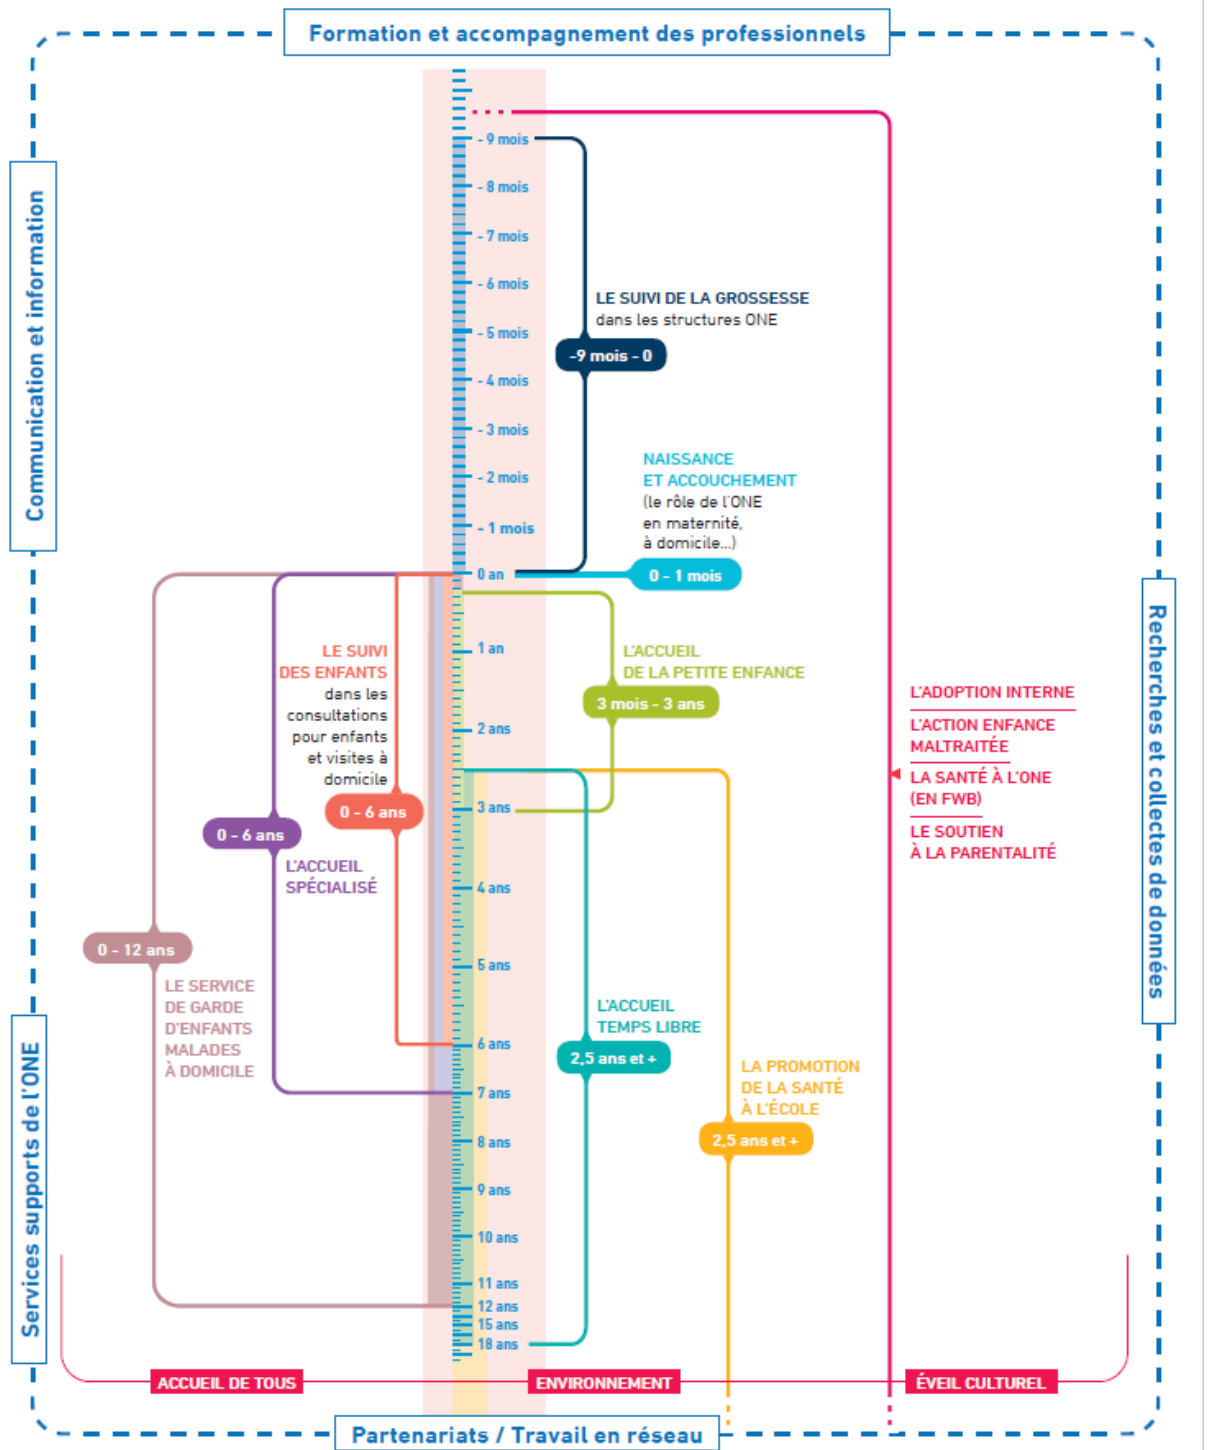 Formation et accompagnement des professionnels
Communication et information
Services supports de l'ONE
Recherches et collectes de données
- 9 mois
- 8 mois
- 7 mois
- 6 mois
- 5 mois
- 4 mois
- 3 mois
- 2 mois
- 1 mois
0 an
1 an
2 ans
3 ans
4 ans
5 ans
6 ans
7 ans
8 ans
9 ans
10 ans
11 ans
12 ans
15 ans
18 ans
LE SUIVI DE LA GROSSESSE
dans les structures ONE
-9 mois - 0
NAISSANCE
ET ACCOUCHEMENT
(le rôle de l'ONE
en maternité,
à domicile...)
0 - 1 mois
LE SUIVI
DES ENFANTS
dans les
consultations
pour enfants
et visites à
domicile
0 - 6 ans
L'ACCUEIL
DE LA PETITE ENFANCE
3 mois - 3 ans
0 - 6 ans
L'ACCUEIL
SPÉCIALISÉ
0 - 12 ans
LE SERVICE
DE GARDE
D'ENFANTS
MALADES
À DOMICILE
L'ACCUEIL
TEMPS LIBRE
2,5 ans et +
LA PROMOTION
DE LA SANTÉ
À L'ÉCOLE
2,5 ans et +
L'ADOPTION INTERNE
L'ACTION ENFANCE
MALTRAITÉE
LA SANTÉ À L'ONE
(EN FWB)
LE SOUTIEN
À LA PARENTALITÉ
ACCUEIL DE TOUS
ENVIRONNEMENT
ÉVEIL CULTUREL
Partenariats / Travail en réseau